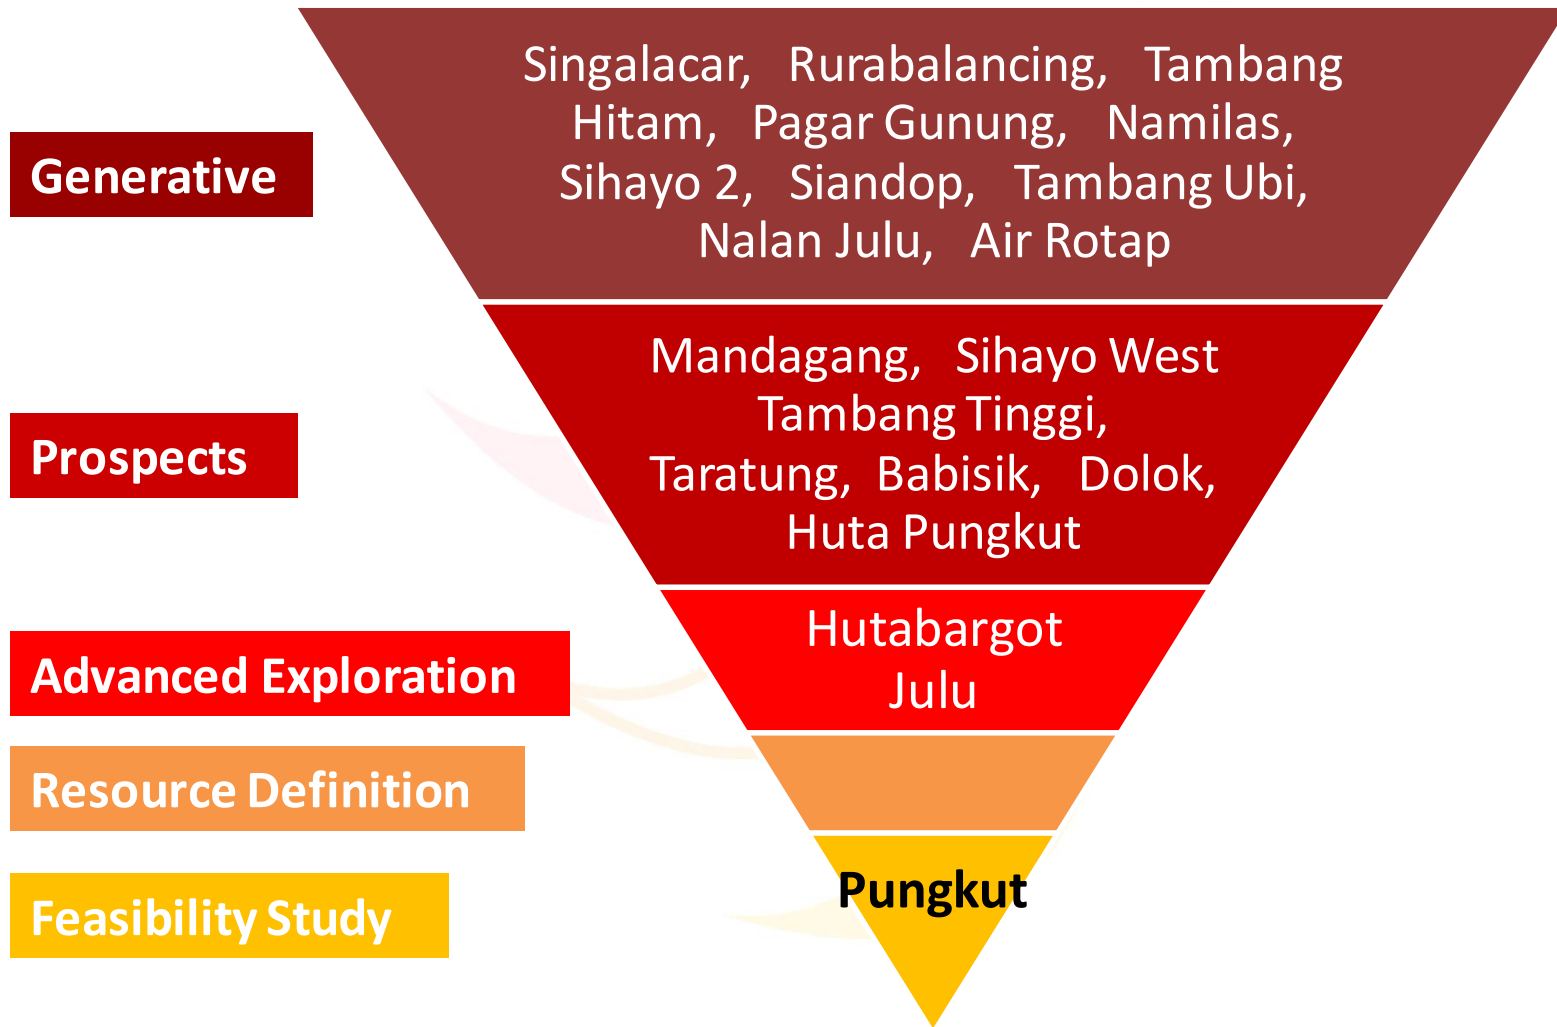 Generative
Singalacar, Rurabalancing, Tambang
Hitam, Pagar Gunung, Namilas,
Sihayo 2, Siandop, Tambang Ubi,
Nalan Julu, Air Rotap
Prospects
Mandagang, Sihayo West
Tambang Tinggi,
Taratung, Babisik, Dolok,
Huta Pungkut
Advanced Exploration
Hutabargot
Julu
Resource Definition
Feasibility Study
Pungkut